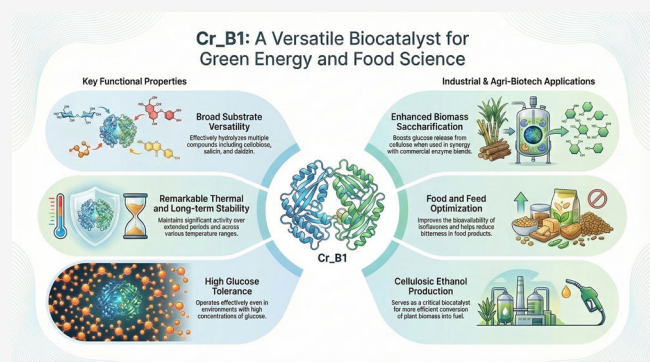 Cr_B1: A Versatile Biocatalyst for
Green Energy and Food Science
Key Functional Properties
Broad Substrate
Versatility
Effectively hydrolyzes multiple
compounds including cellobiose,
salicin, and daidzin.
Remarkable Thermal
and Long-term Stability
Maintains significant activity over
extended periods and across
various temperature ranges.
High Glucose
Tolerance
Operates effectively even in
environments with high
concentrations of glucose.
Cr_B1
Industrial & Agri-Biotech Applications
Enhanced Biomass
Saccharification
Boosts glucose release from
cellulose when used in synergy
with commercial enzyme blends.
Food and Feed
Optimization
Improves the bioavailability of
isoflavones and helps reduce
bitterness in food products.
Cellulosic Ethanol
Production
Serves as a critical biocatalyst
for more efficient conversion
of plant biomass into fuel.